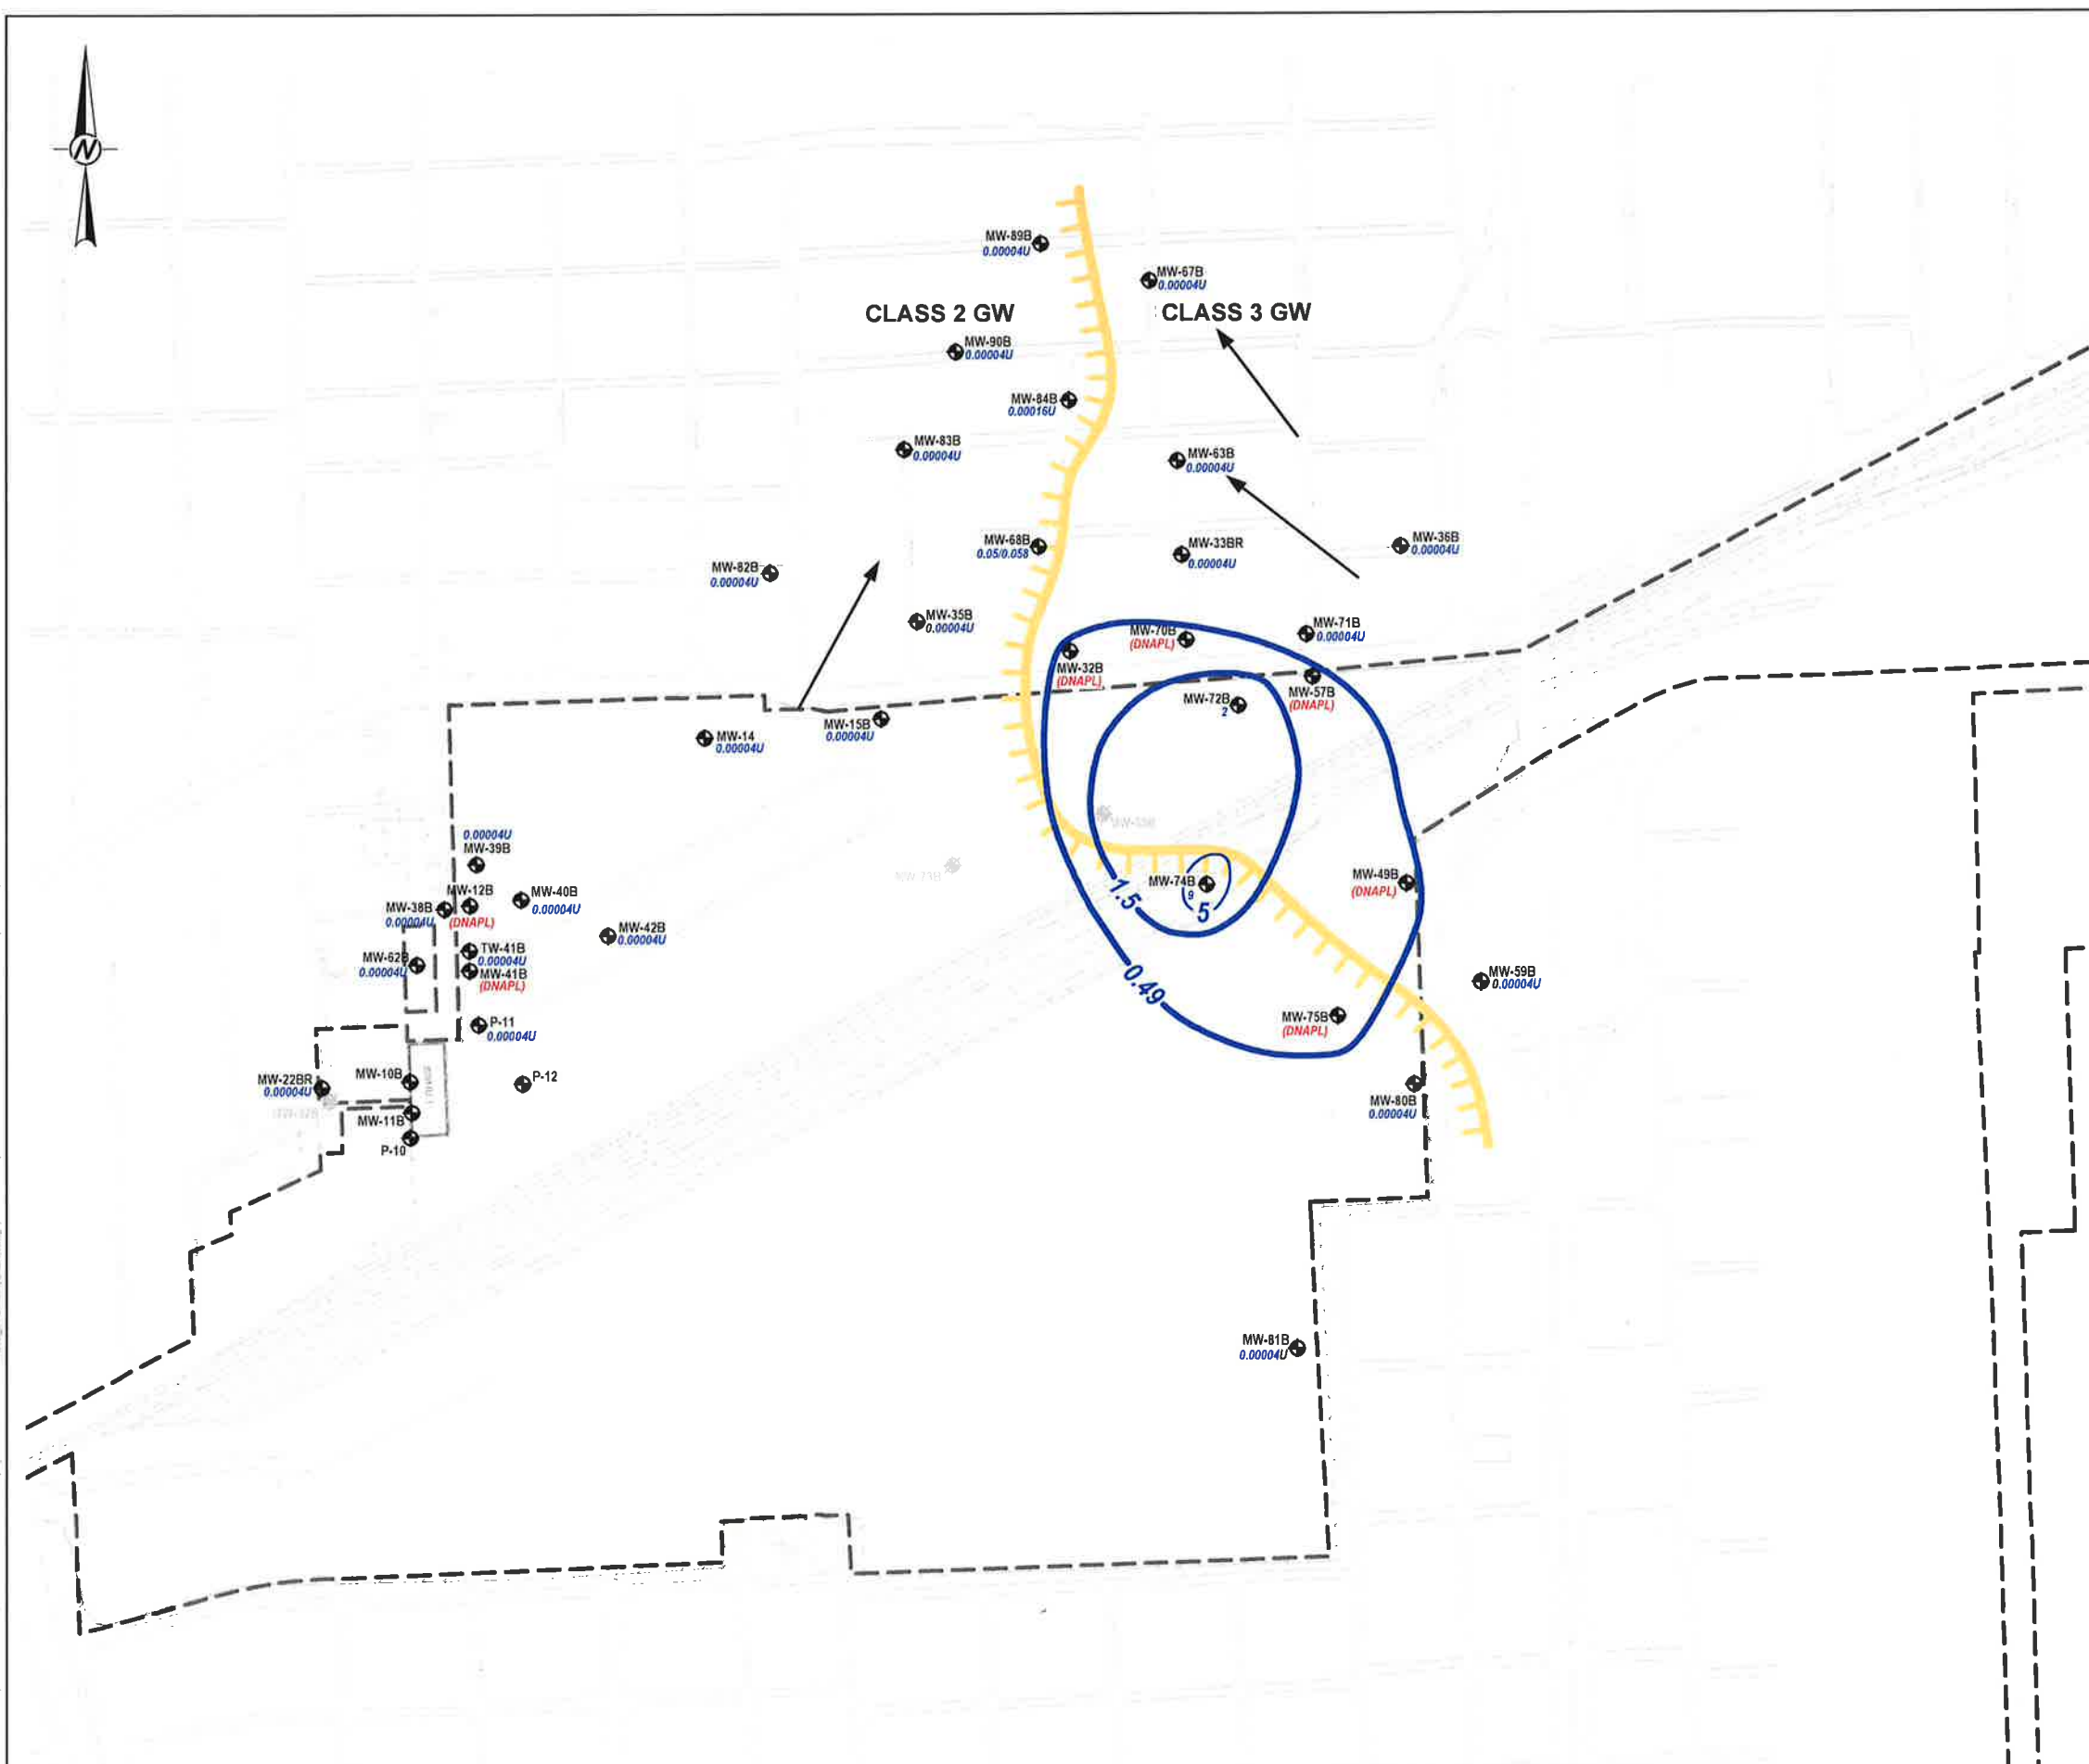 N
MW-89B
0.00004U
MW-67B
0.00004U
CLASS 2 GW
CLASS 3 GW
MW-90B
0.00004U
MW-84B
0.00016U
MW-83B
0.00004U
MW-63B
0.00004U
MW-68B
0.05/0.058
MW-33BR
0.00004U
MW-36B
0.00004U
MW-82B
0.00004U
MW-35B
0.00004U
MW-70B
(DNAPL)
MW-71B
0.00004U
MW-32B
(DNAPL)
MW-57B
(DNAPL)
MW-72B
2
MW-15B
0.00004U
MW-14
0.00004U
0.00004U
MW-39B
MW-12B
(DNAPL)
MW-40B
0.00004U
MW-38B
0.00004U
MW-42B
0.00004U
TW-41B
0.00004U
MW-41B
(DNAPL)
MW-62B
0.00004U
P-11
0.00004U
MW-74B
9
5
1.5
0.49
MW-49B
(DNAPL)
MW-59B
0.00004U
MW-75B
(DNAPL)
MW-80B
0.00004U
MW-22BR
0.00004U
MW-10B
P-12
MW-11B
P-10
MW-81B
0.00004U